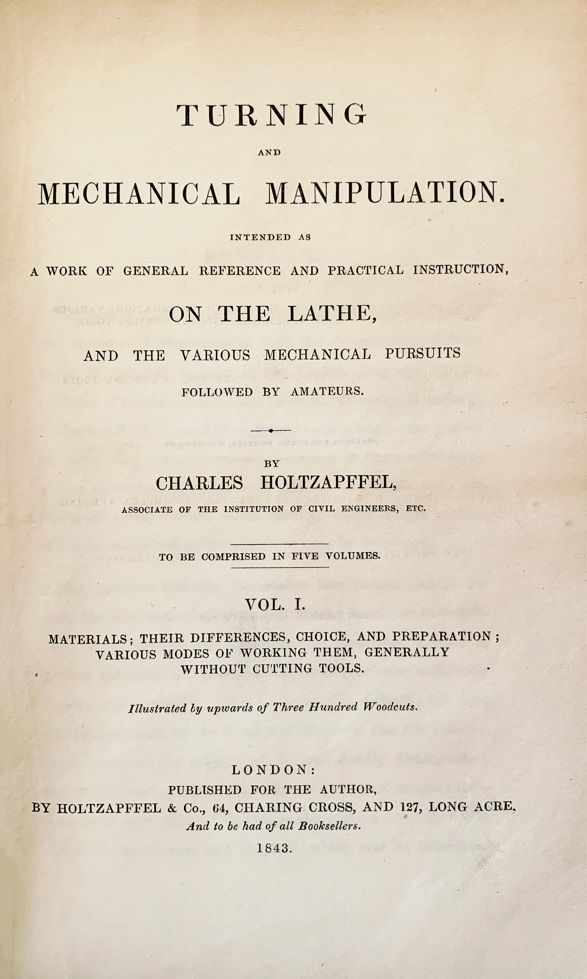 TURNING
AND
MECHANICAL MANIPULATION.
INTENDED AS
A WORK OF GENERAL REFERENCE AND PRACTICAL INSTRUCTION,
ON THE LATHE,
AND THE VARIOUS MECHANICAL PURSUITS
FOLLOWED BY AMATEURS.
BY
CHARLES HOLTZAPFFEL,
ASSOCIATE OF THE INSTITUTION OF CIVIL ENGINEERS, ETC.
TO BE COMPRISED IN FIVE VOLUMES.
VOL. I.
MATERIALS; THEIR DIFFERENCES, CHOICE, AND PREPARATION;
VARIOUS MODES OF WORKING THEM, GENERALLY
WITHOUT CUTTING TOOLS.
Illustrated by upwards of Three Hundred Woodcuts.
LONDON:
PUBLISHED FOR THE AUTHOR,
BY HOLTZAPFFEL & Co., 64, CHARING CROSS, AND 127, LONG ACRE.
And to be had of all Booksellers.
1843.